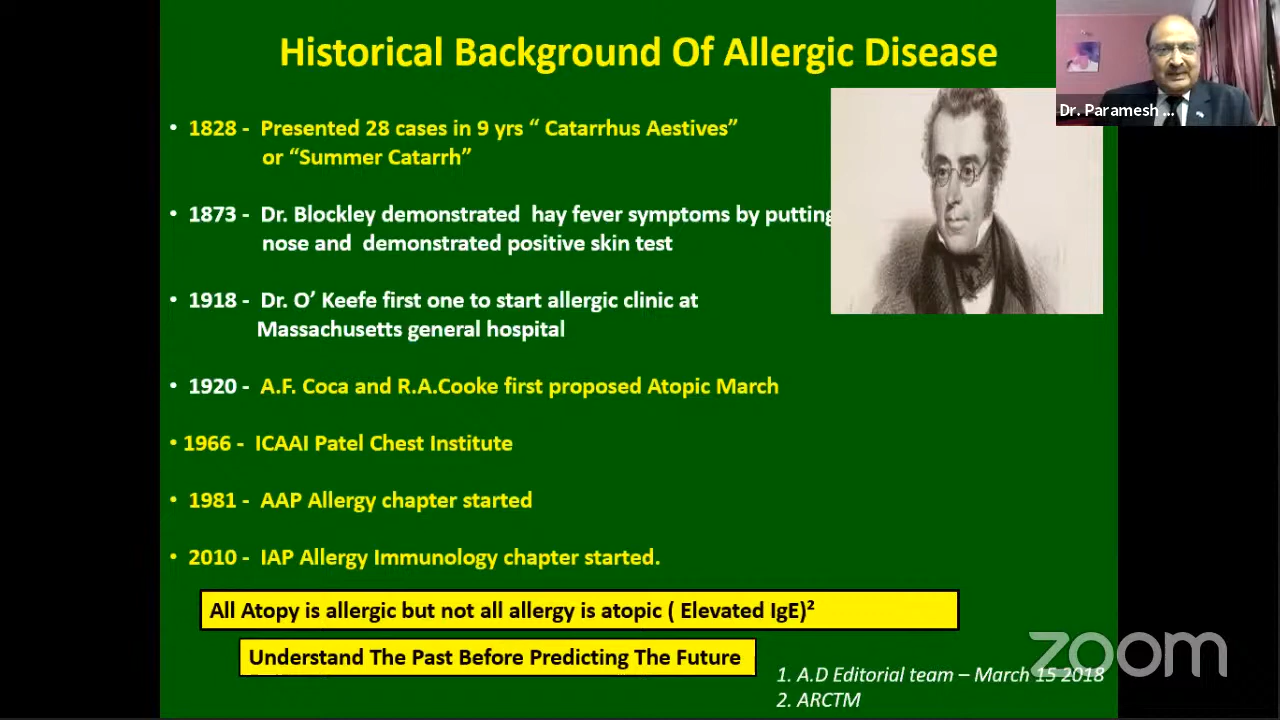 Historical Background Of Allergic Disease
Dr. Paramesh ...
• 1828 - Presented 28 cases in 9 yrs “ Catarrhus Aestives”
or “Summer Catarrh”
• 1873 - Dr. Blockley demonstrated hay fever symptoms by putting
nose and demonstrated positive skin test
• 1918 - Dr. O’ Keefe first one to start allergic clinic at
Massachusetts general hospital
• 1920 - A.F. Coca and R.A.Cooke first proposed Atopic March
• 1966 - ICAAI Patel Chest Institute
• 1981 - AAP Allergy chapter started
• 2010 - IAP Allergy Immunology chapter started.
All Atopy is allergic but not all allergy is atopic ( Elevated IgE)²
Understand The Past Before Predicting The Future
1. A.D Editorial team – March 15 2018
2. ARCTM
zoom